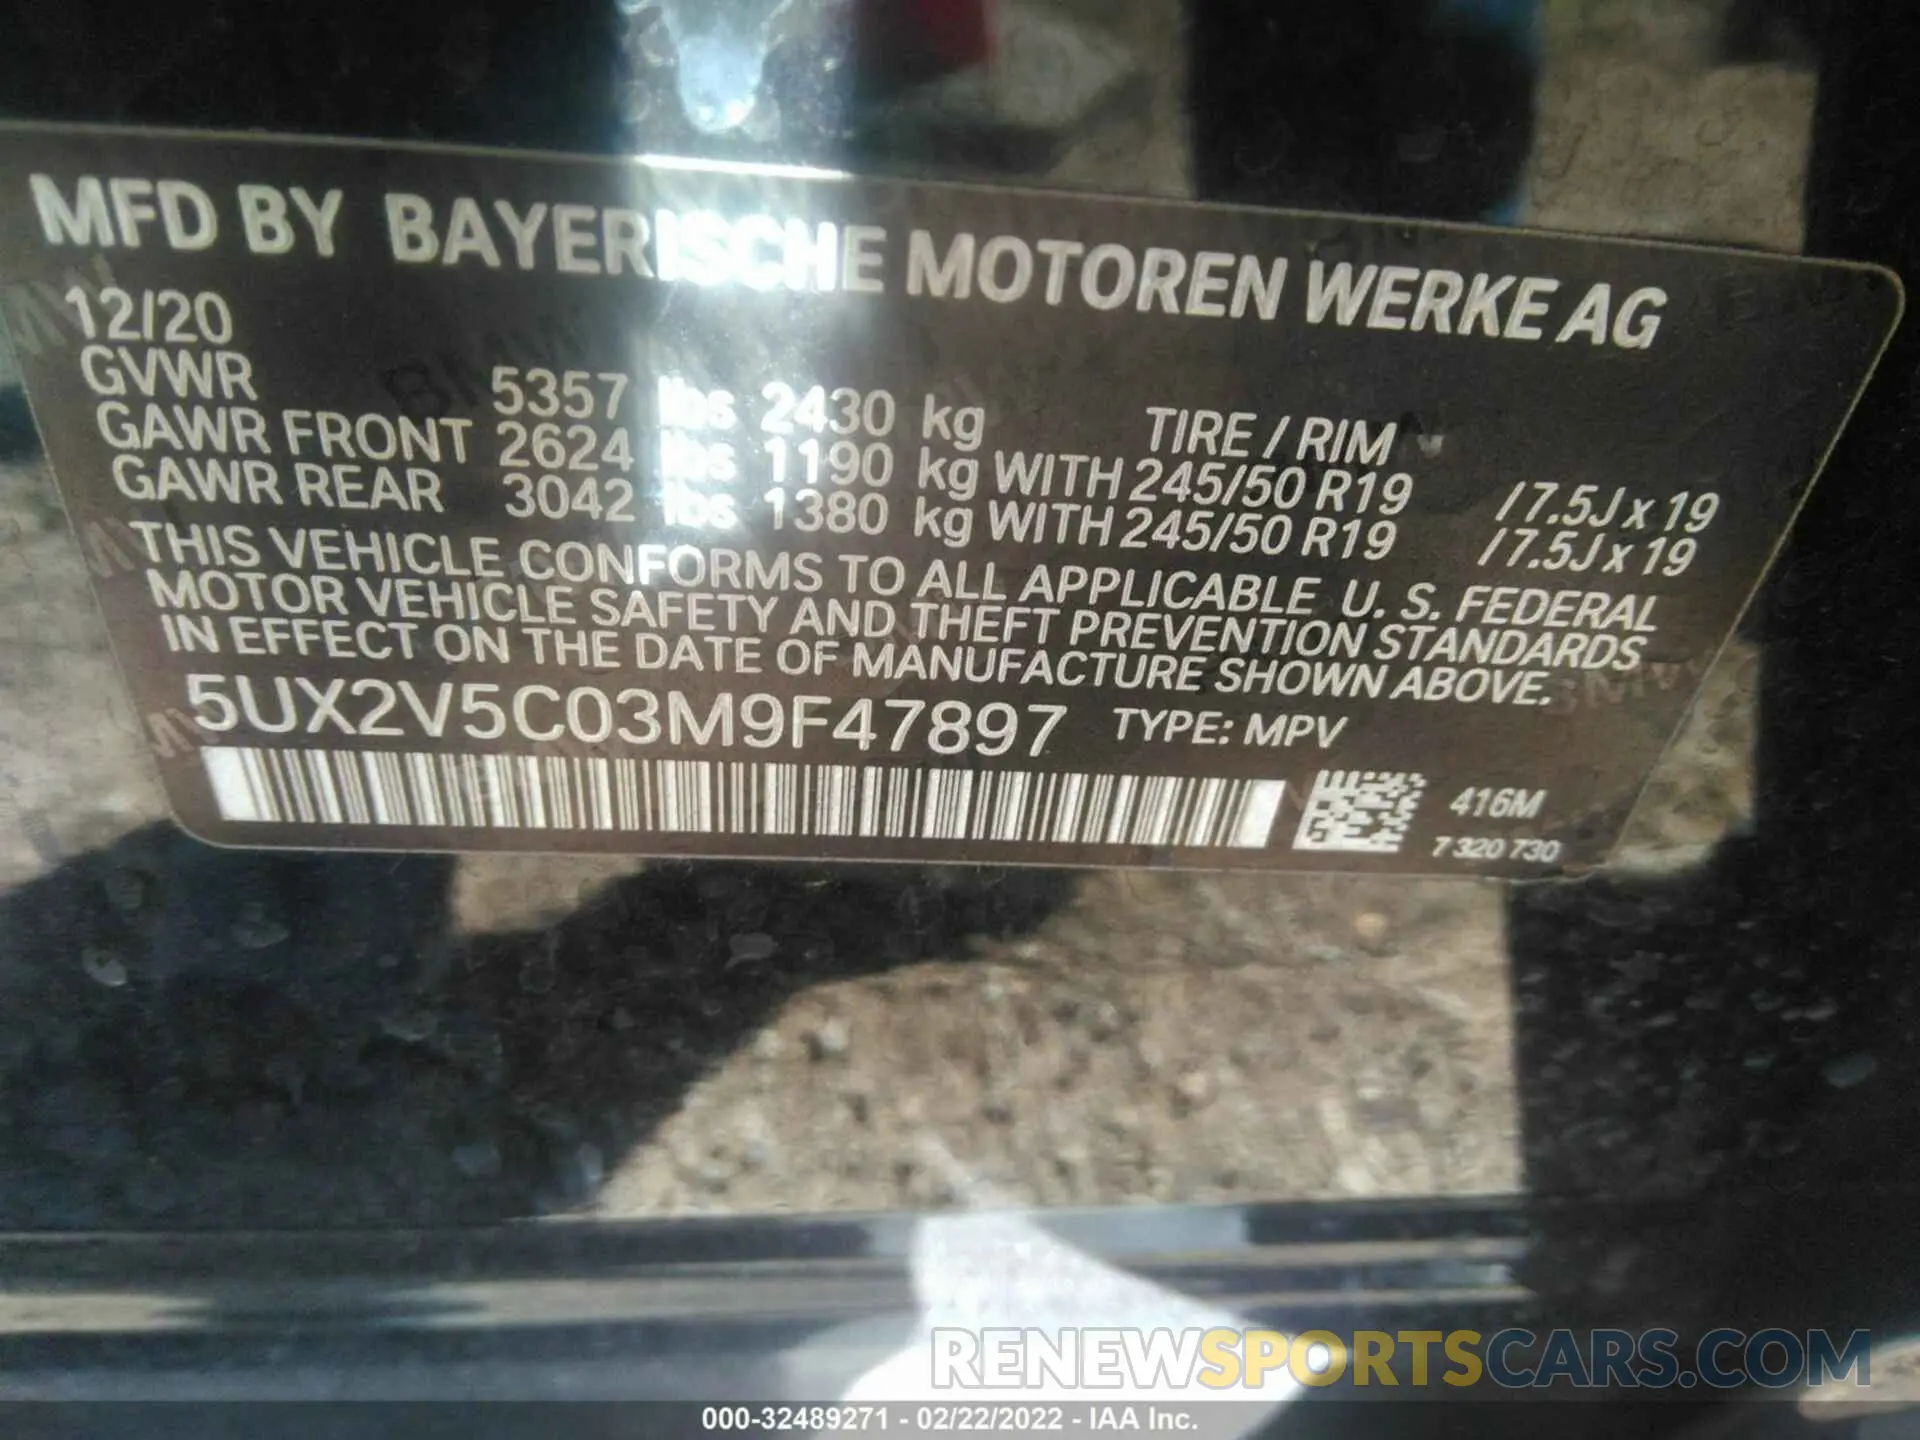 MFD BY BAYERISCHE MOTOREN WERKE AG
12/20
GVWR 5357 lbs 2430 kg TIRE / RIM
GAWR FRONT 2624 lbs 1190 kg WITH 245/50 R19 / 7.5J x 19
GAWR REAR 3042 lbs 1380 kg WITH 245/50 R19 / 7.5J x 19
THIS VEHICLE CONFORMS TO ALL APPLICABLE U. S. FEDERAL
MOTOR VEHICLE SAFETY AND THEFT PREVENTION STANDARDS
IN EFFECT ON THE DATE OF MANUFACTURE SHOWN ABOVE.
5UX2V5C03M9F47897 TYPE: MPV
416M
7 320 730
RENEWSPORTSCARS.COM
000-32489271 - 02/22/2022 - IAA Inc.